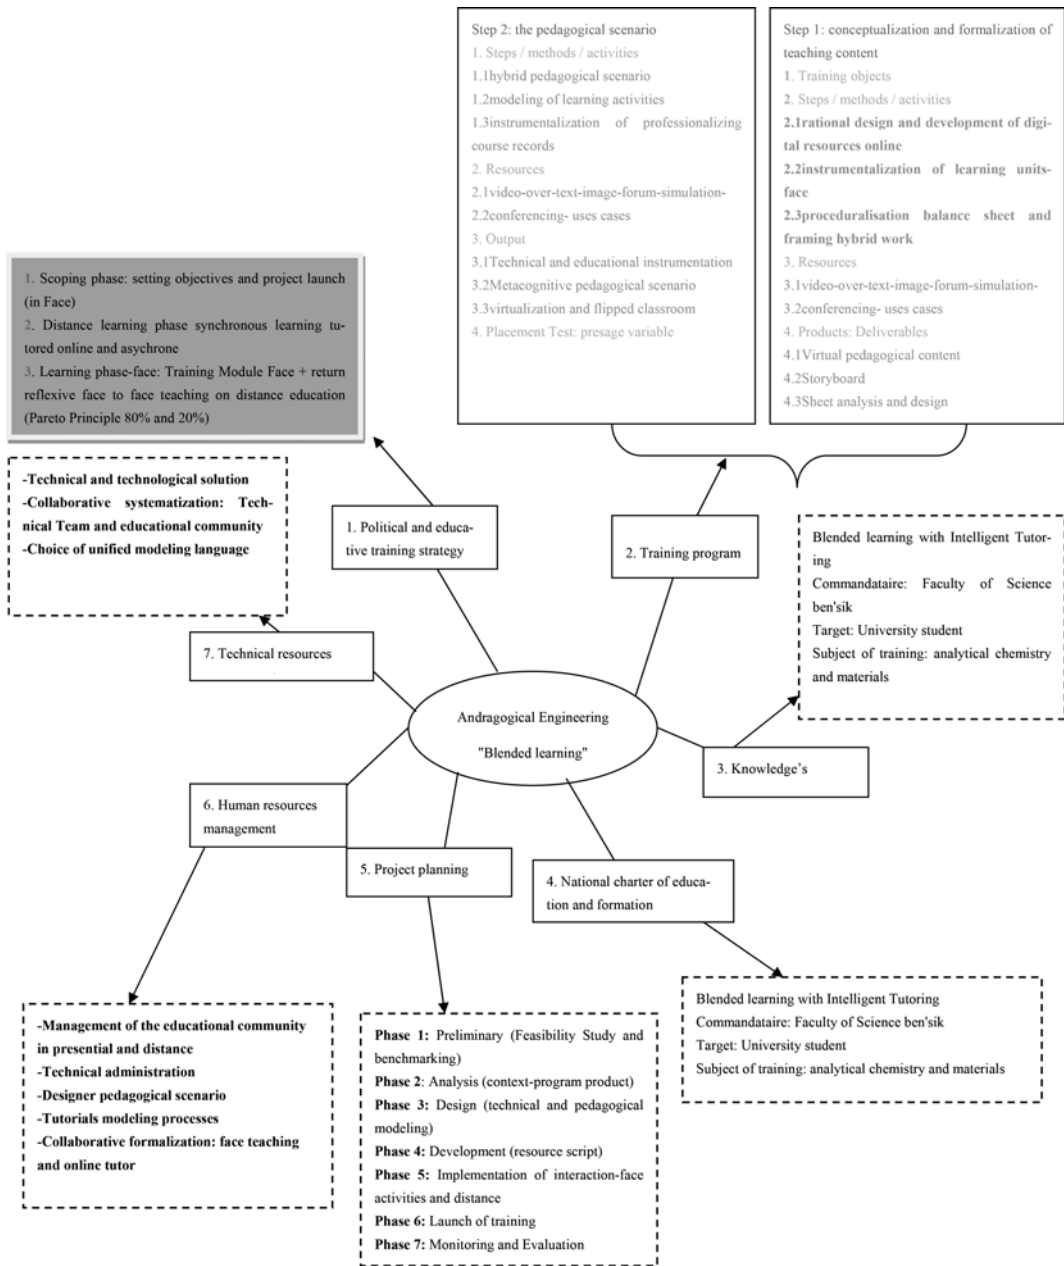 Step 2: the pedagogical scenario
1. Steps / methods / activities
1.1hybrid pedagogical scenario
1.2modeling of learning activities
1.3instrumentalization of professionalizing
course records
2. Resources
2.1video-over-text-image-forum-simulation-
2.2conferencing- uses cases
3. Output
3.1Technical and educational instrumentation
3.2Metacognitive pedagogical scenario
3.3virtualization and flipped classroom
4. Placement Test: presage variable
Step 1: conceptualization and formalization of
teaching content
1. Training objects
2. Steps / methods / activities
2.1rational design and development of digi-
tal resources online
2.2instrumentalization of learning units-
face
2.3proceduralisation balance sheet and
framing hybrid work
3. Resources
3.1video-over-text-image-forum-simulation-
3.2conferencing- uses cases
4. Products: Deliverables
4.1Virtual pedagogical content
4.2Storyboard
4.3Sheet analysis and design
1. Scoping phase: setting objectives and project launch
(in Face)
2. Distance learning phase synchronous learning tu-
tored online and asychrone
3. Learning phase-face: Training Module Face + return
reflexive face to face teaching on distance education
(Pareto Principle 80% and 20%)
-Technical and technological solution
-Collaborative systematization: Tech-
nical Team and educational community
-Choice of unified modeling language
1. Political and educa-
tive training strategy
2. Training program
Blended learning with Intelligent Tutor-
ing
Commandataire: Faculty of Science
ben'sik
Target: University student
Subject of training: analytical chemistry
and materials
7. Technical resources
Andragogical Engineering
"Blended learning"
3. Knowledge's
6. Human resources
management
5. Project planning
4. National charter of educa-
tion and formation
-Management of the educational community
in presential and distance
-Technical administration
-Designer pedagogical scenario
-Tutorials modeling processes
-Collaborative formalization: face teaching
and online tutor
Phase 1: Preliminary (Feasibility Study and
benchmarking)
Phase 2: Analysis (context-program product)
Phase 3: Design (technical and pedagogical
modeling)
Phase 4: Development (resource script)
Phase 5: Implementation of interaction-face
activities and distance
Phase 6: Launch of training
Phase 7: Monitoring and Evaluation
Blended learning with Intelligent Tutoring
Commandataire: Faculty of Science ben'sik
Target: University student
Subject of training: analytical chemistry and materials